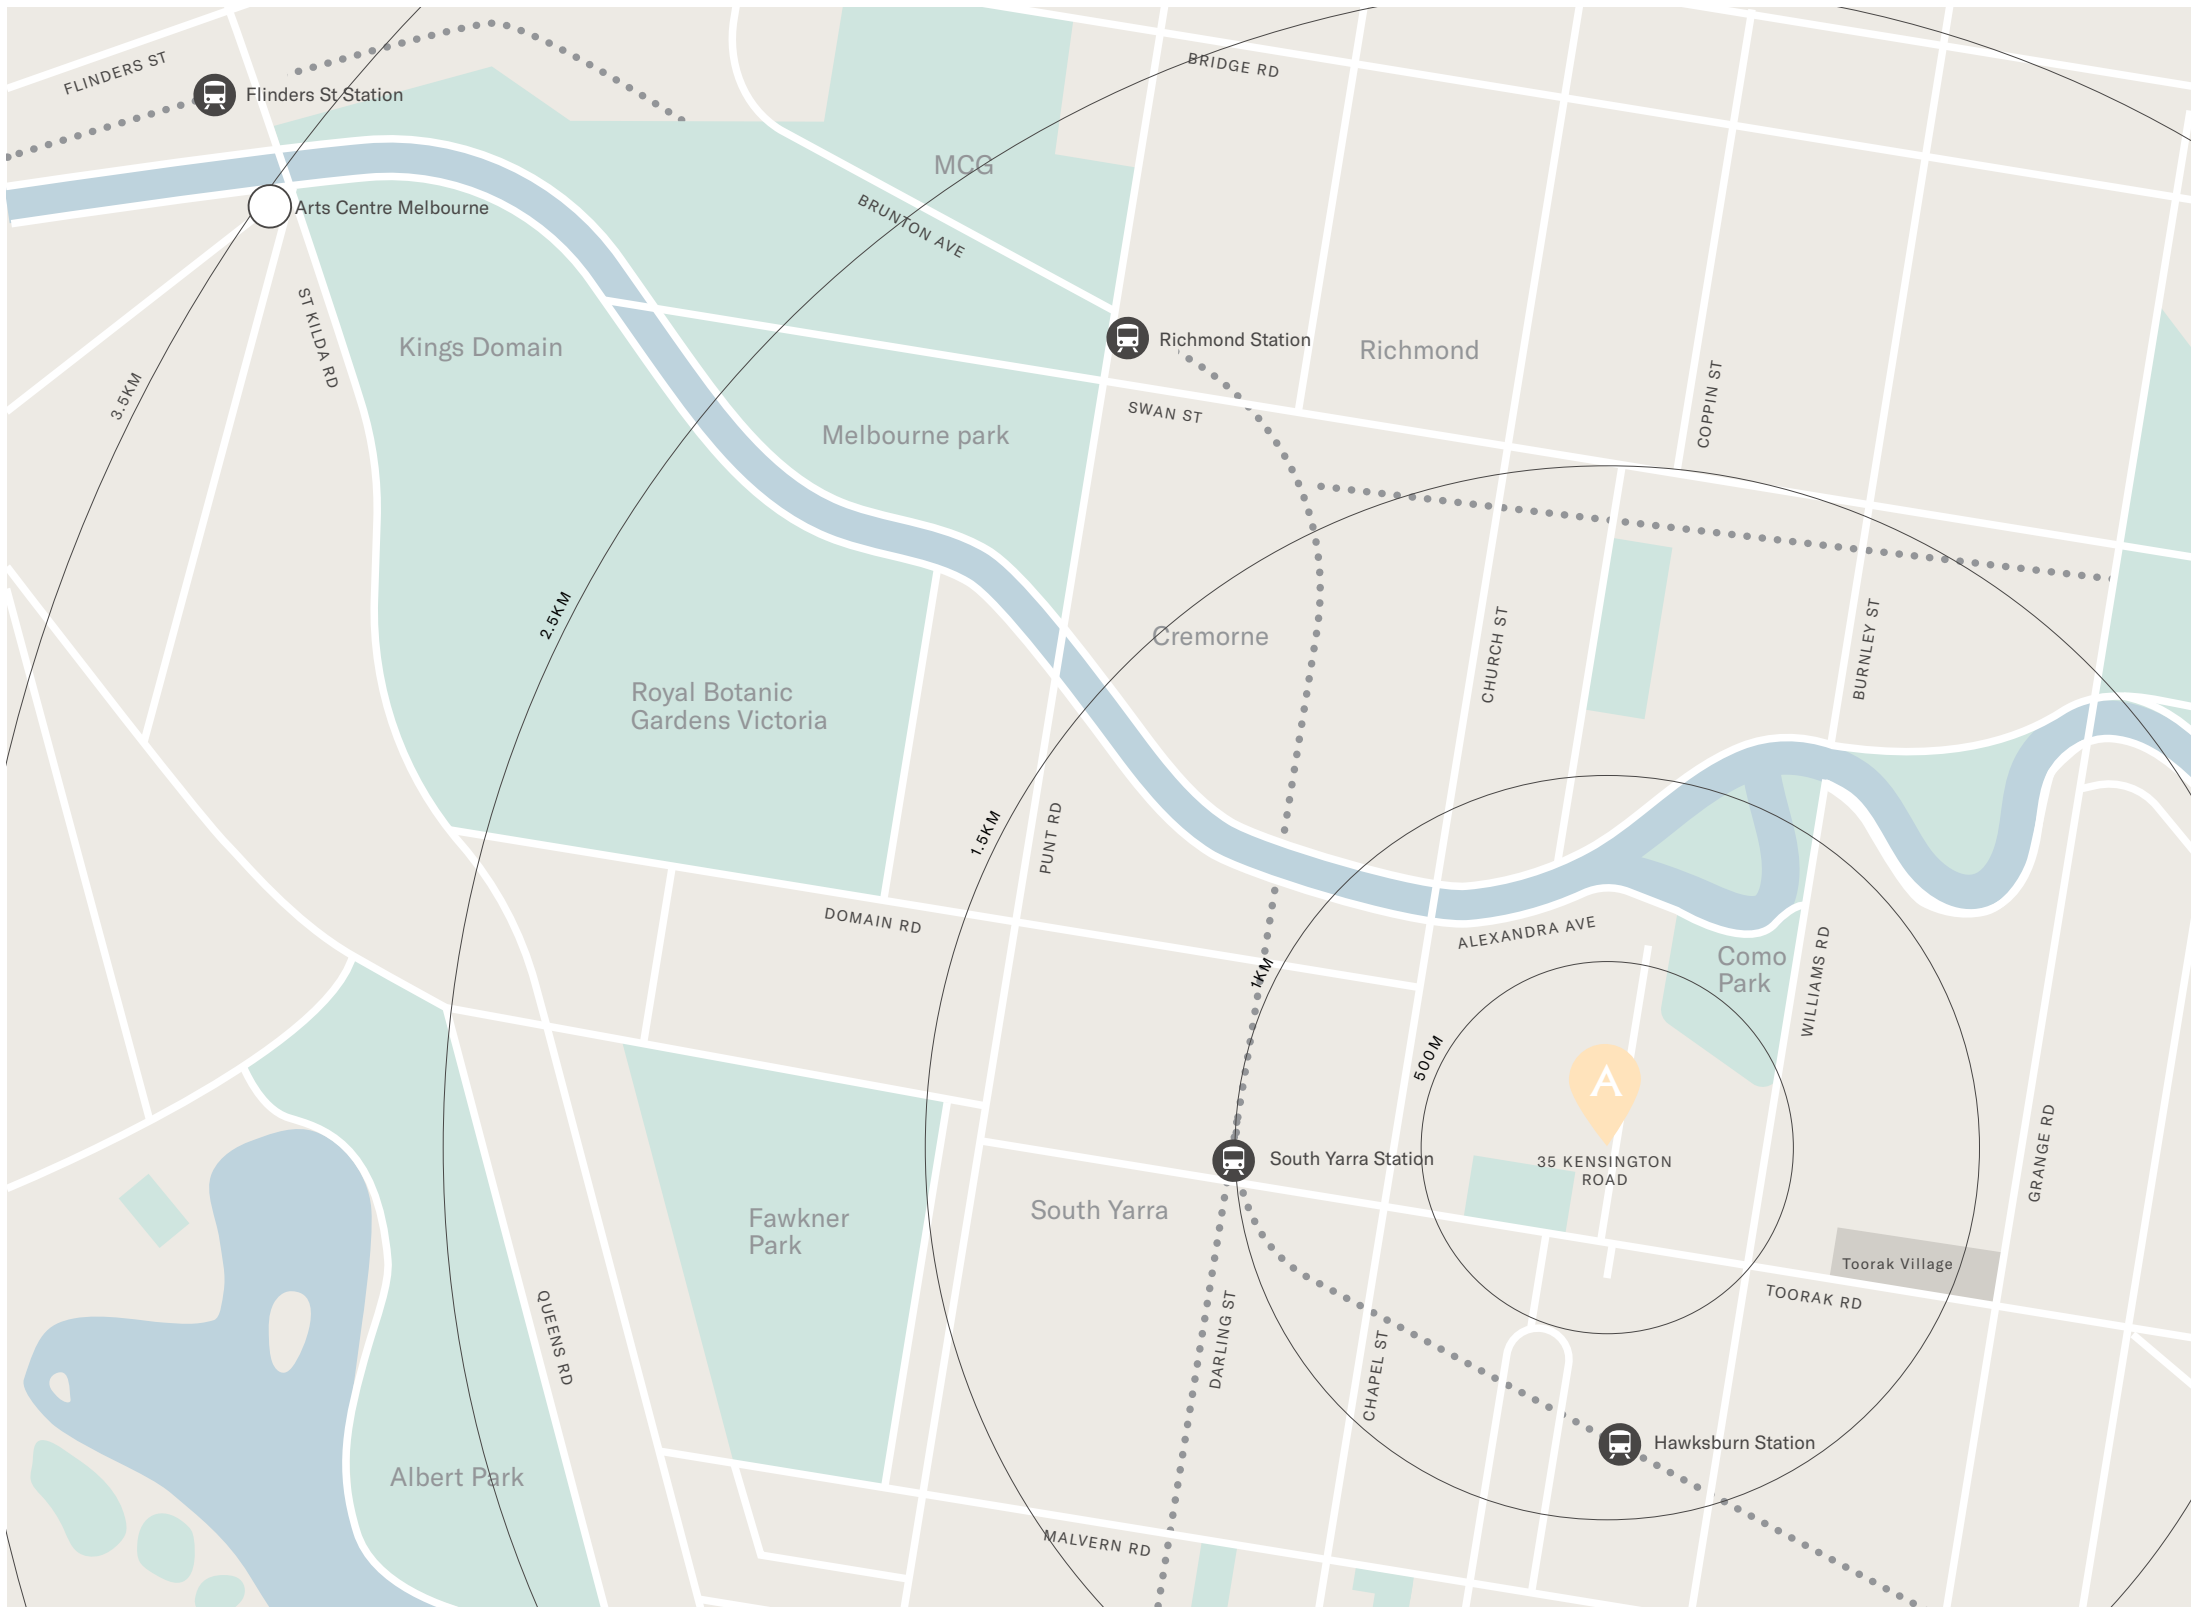 FLINDERS ST
Flinders St Station
BRIDGE RD
MCG
BRUNTON AVE
Arts Centre Melbourne
ST KILDA RD
Kings Domain
3.5KM
Richmond Station
Richmond
COPPIN ST
SWAN ST
Melbourne park
2.5KM
Cremorne
CHURCH ST
BURNLEY ST
Royal Botanic
Gardens Victoria
1.5KM
PUNT RD
DOMAIN RD
ALEXANDRA AVE
1KM
Como
Park
WILLIAMS RD
500M
A
35 KENSINGTON
ROAD
South Yarra Station
GRANGE RD
South Yarra
Fawkner
Park
Toorak Village
TOORAK RD
QUEENS RD
DARLING ST
CHAPEL ST
Hawksburn Station
Albert Park
MALVERN RD